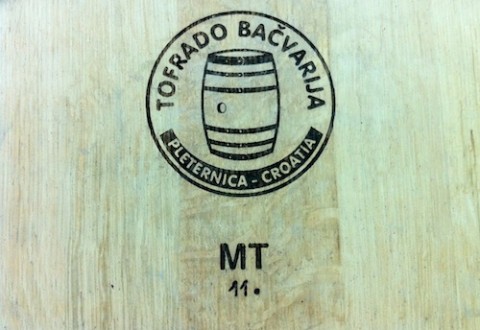 TOFRADO BAČVARIJA
PLETERNICA - CROATIA
MT
11.